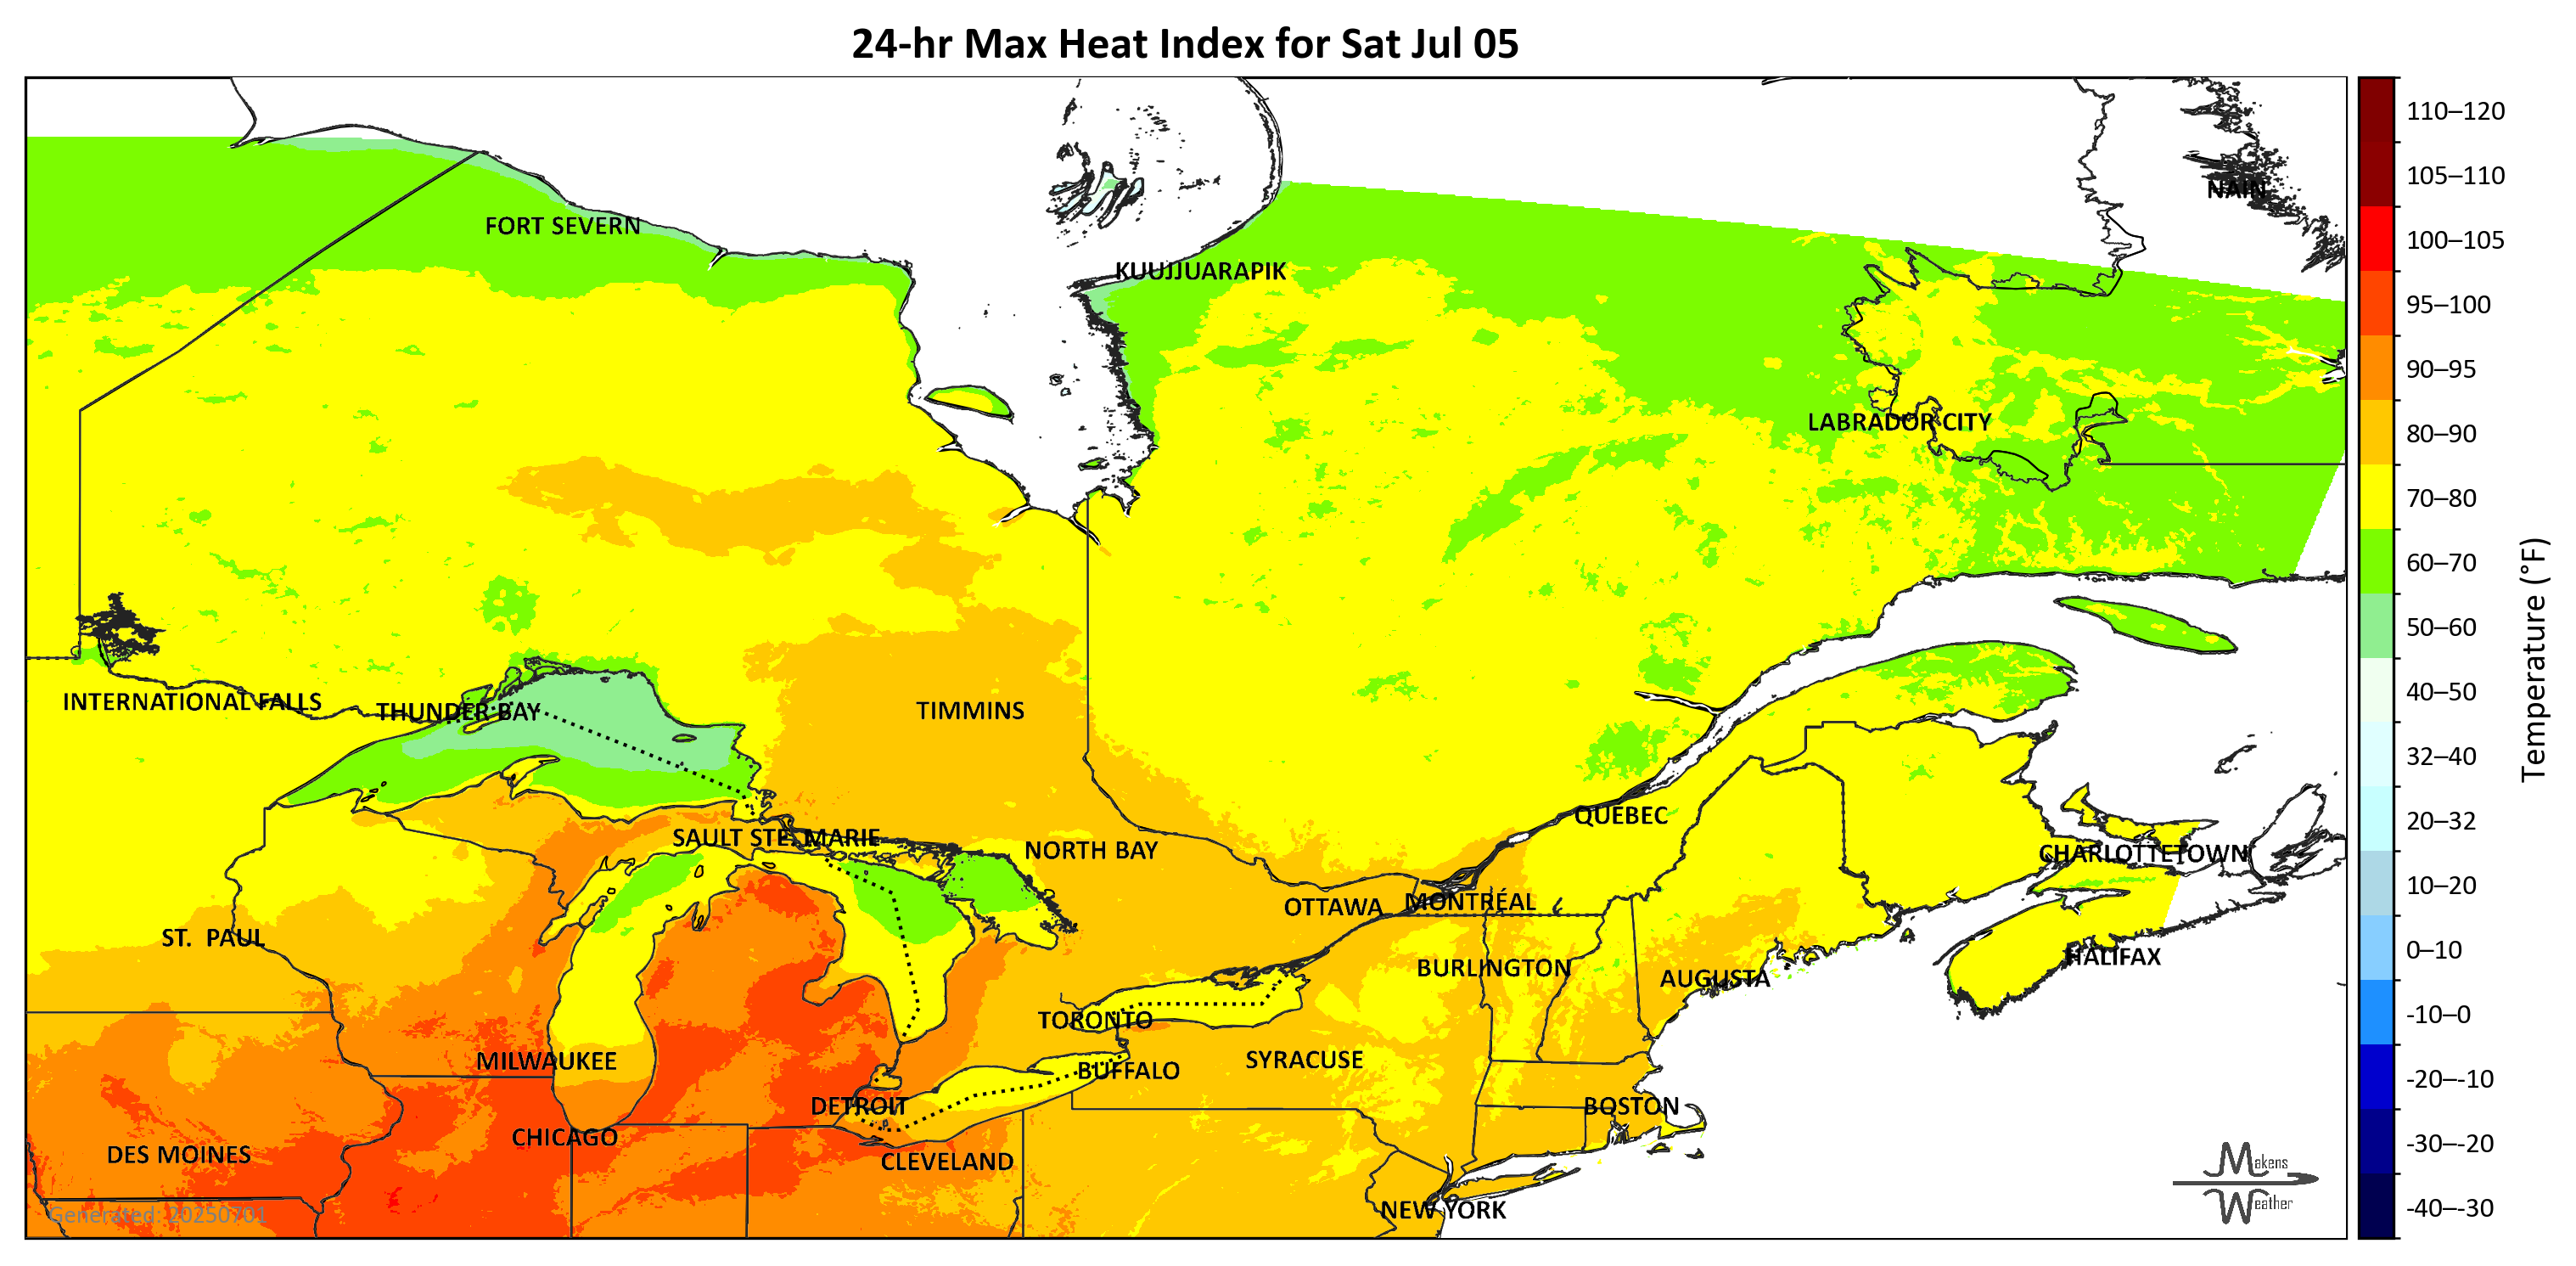 24-hr Max Heat Index for Sat Jul 05
110–120
105–110
NAIN
FORT SEVERN
100–105
KUUJJUARAPIK
95–100
90–95
LABRADOR CITY
80–90
70–80
60–70
50–60
Temperature (°F)
INTERNATIONAL FALLS
THUNDER BAY
TIMMINS
40–50
32–40
QUEBEC
20–32
SAULT STE. MARIE
NORTH BAY
CHARLOTTETOWN
10–20
OTTAWA
MONTRÉAL
ST. PAUL
0–10
HALIFAX
BURLINGTON
AUGUSTA
-10–0
TORONTO
MILWAUKEE
SYRACUSE
BUFFALO
-20–-10
DETROIT
BOSTON
CHICAGO
-30–-20
DES MOINES
CLEVELAND
Makens
Weather
-40–-30
NEW YORK
Generated: 20250701